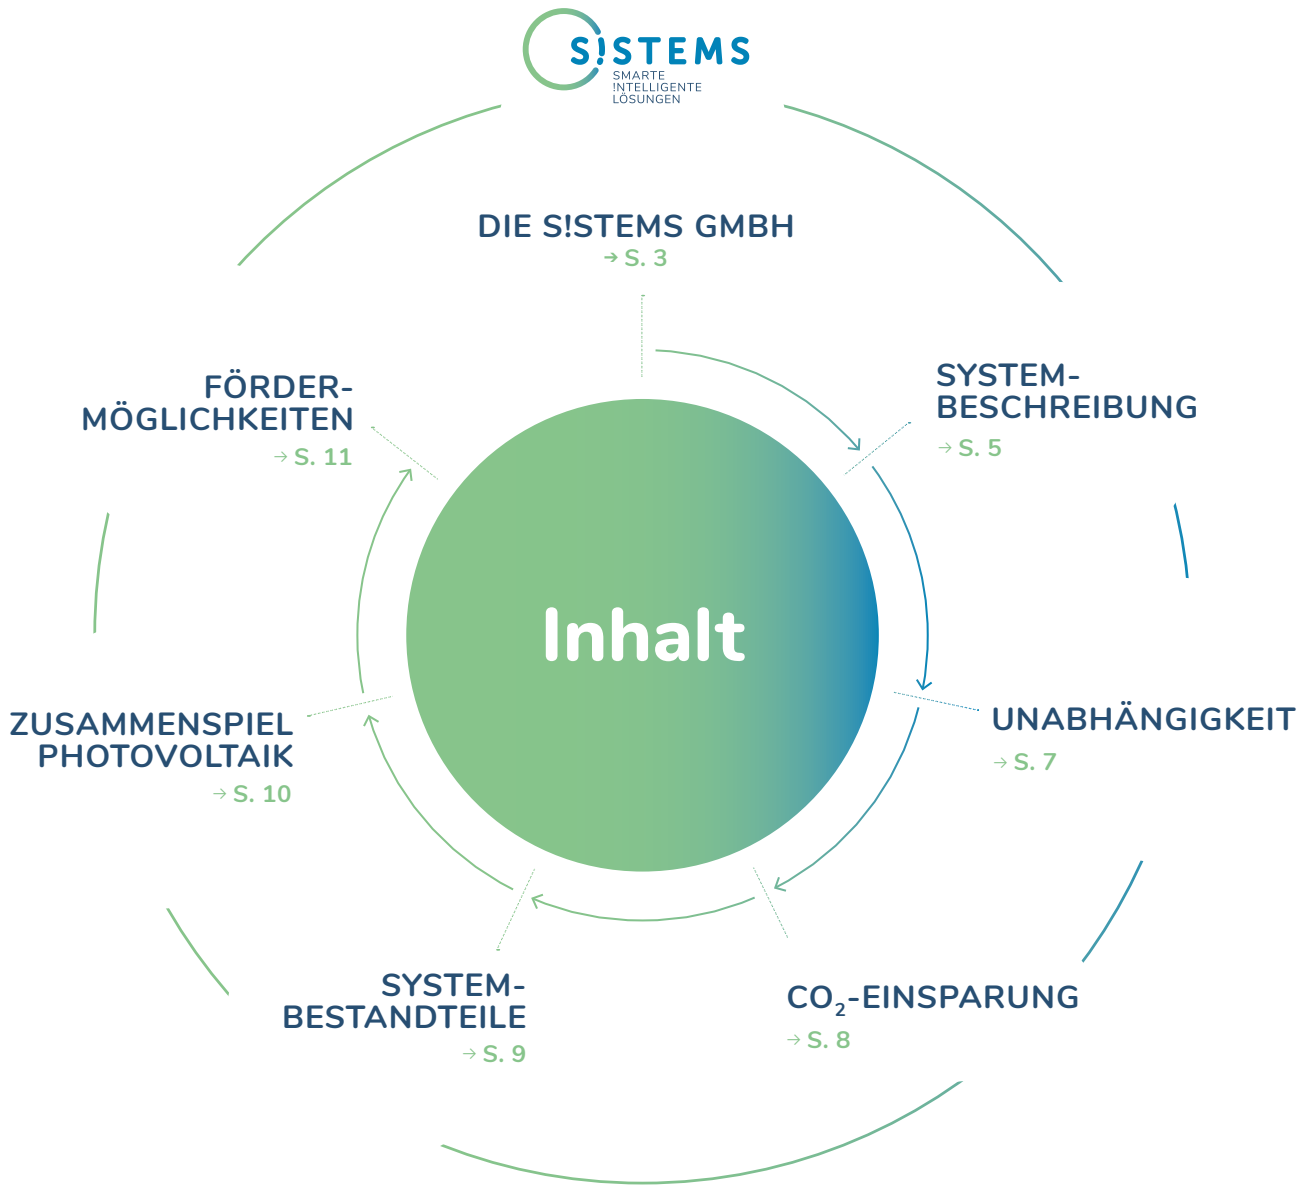 S!STEMS
SMARTE
!NTELLIGENTE
LÖSUNGEN
DIE S!STEMS GMBH
→ S. 3
SYSTEM-
BESCHREIBUNG
→ S. 5
UNABHÄNGIGKEIT
→ S. 7
CO₂-EINSPARUNG
→ S. 8
SYSTEM-
BESTANDTEILE
→ S. 9
ZUSAMMENSPIEL
PHOTOVOLTAIK
→ S. 10
FÖRDER-
MÖGLICHKEITEN
→ S. 11
Inhalt